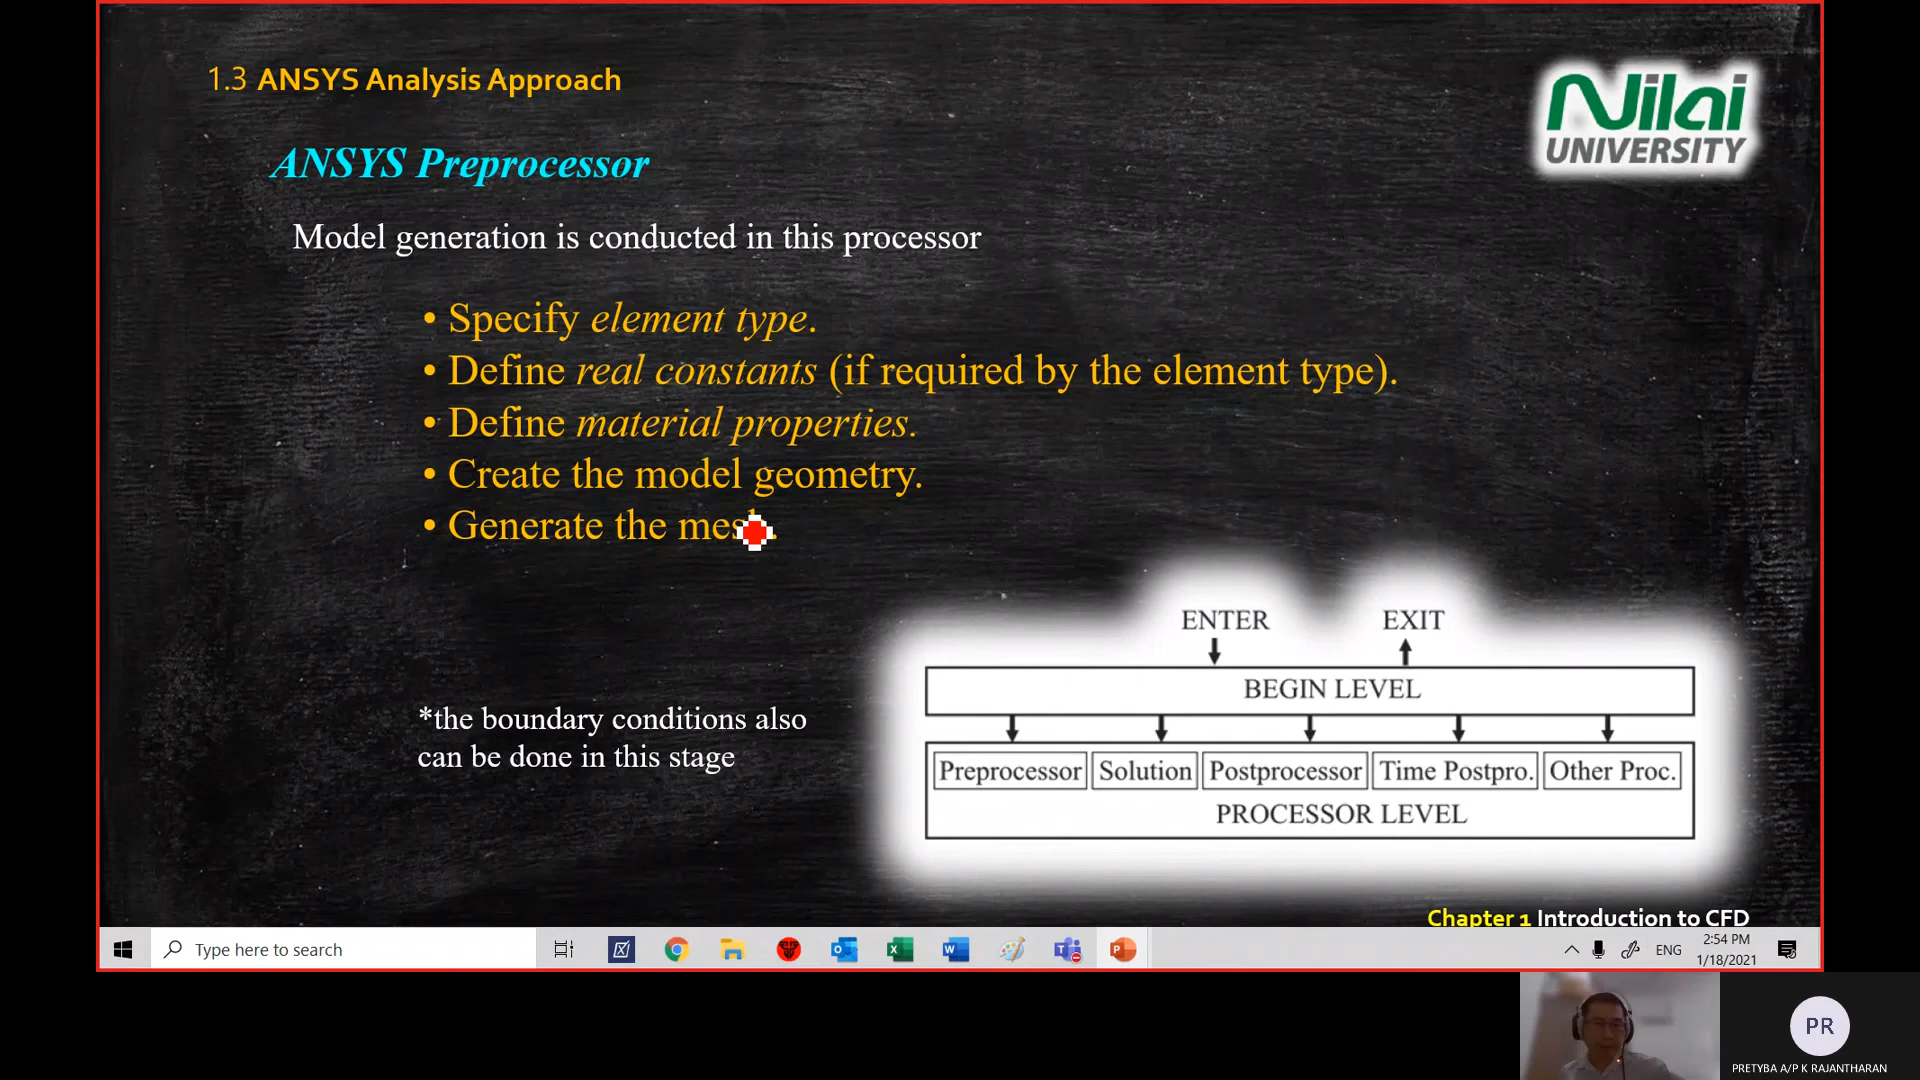 1.3 ANSYS Analysis Approach
Nilai
UNIVERSITY
ANSYS Preprocessor
Model generation is conducted in this processor
• Specify element type.
• Define real constants (if required by the element type).
• Define material properties.
• Create the model geometry.
• Generate the mesh.
*the boundary conditions also
can be done in this stage
ENTER EXIT
BEGIN LEVEL
Preprocessor Solution Postprocessor Time Postpro. Other Proc.
PROCESSOR LEVEL
Chapter 1 Introduction to CFD
Type here to search
ENG
2:54 PM
1/18/2021
PR
PRETYBA A/P K RAJANTHARAN